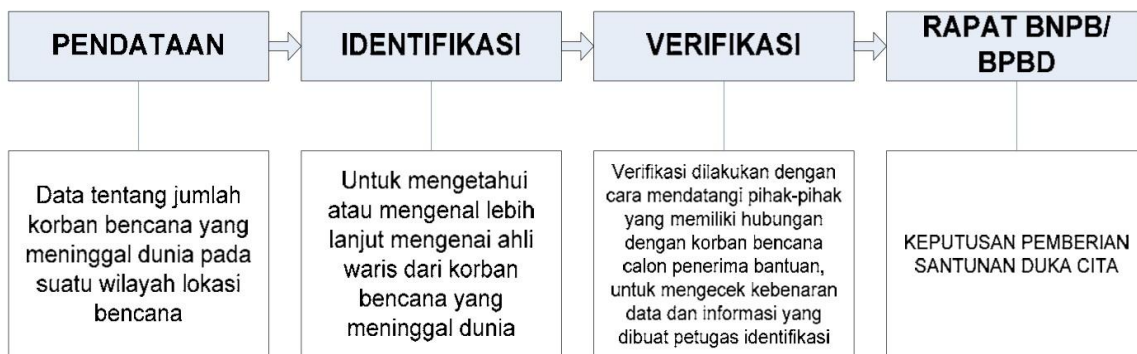 PENDATAAN
IDENTIFIKASI
VERIFIKASI
RAPAT BNPB/
BPBD
Data tentang jumlah
korban bencana yang
meninggal dunia pada
suatu wilayah lokasi
bencana
Untuk mengetahui
atau mengenal lebih
lanjut mengenai ahli
waris dari korban
bencana yang
meninggal dunia
Verifikasi dilakukan dengan
cara mendatangi pihak-pihak
yang memiliki hubungan
dengan korban bencana
calon penerima bantuan,
untuk mengecek kebenaran
data dan informasi yang
dibuat petugas identifikasi
KEPUTUSAN PEMBERIAN
SANTUNAN DUKA CITA